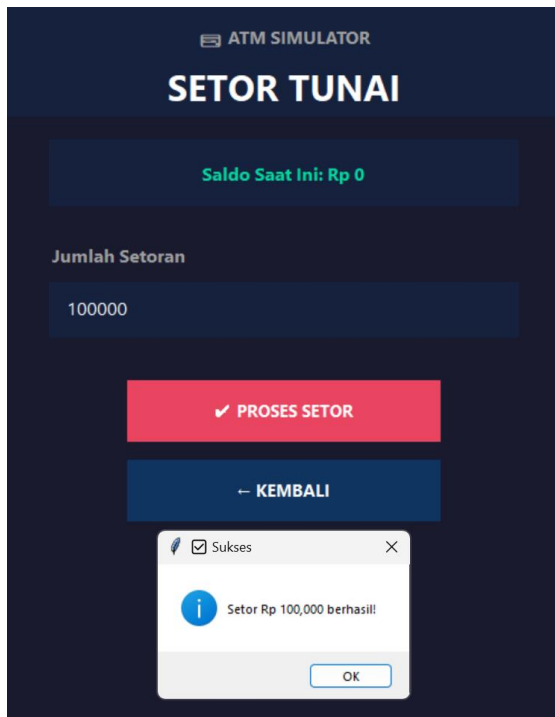 ATM SIMULATOR
SETOR TUNAI
Saldo Saat Ini: Rp 0
Jumlah Setoran
100000
✔ PROSES SETOR
← KEMBALI
Sukses
Setor Rp 100,000 berhasil!
OK